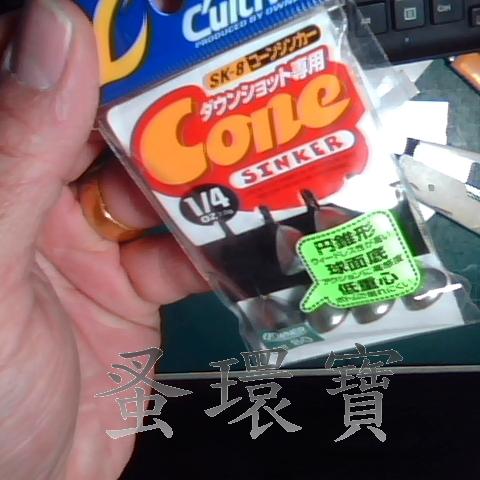 C'ultiva
PRODUCED BY OWNER
SK-8 コーンシンカー
ダウンショット専用
Cone
SINKER
1/4
OZ
円錐形
球面底
低重心
OWNER
蚤環寶